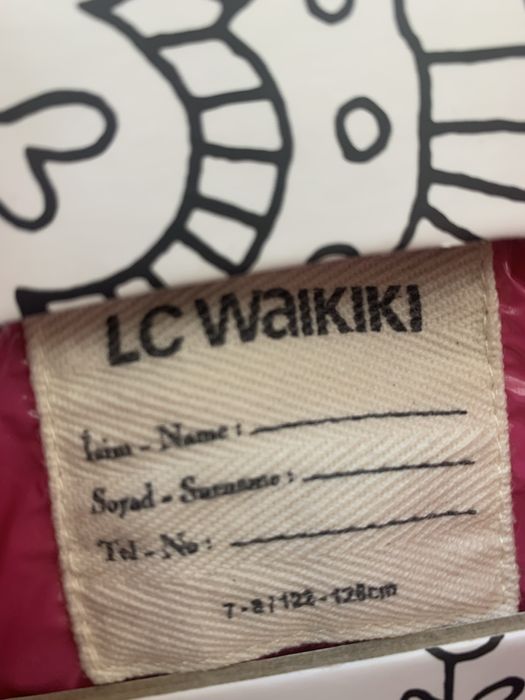 LC WAIKIKI
İsim - Name :
Soyad - Surname :
Tel - No :
7 - 8 / 122 - 128cm